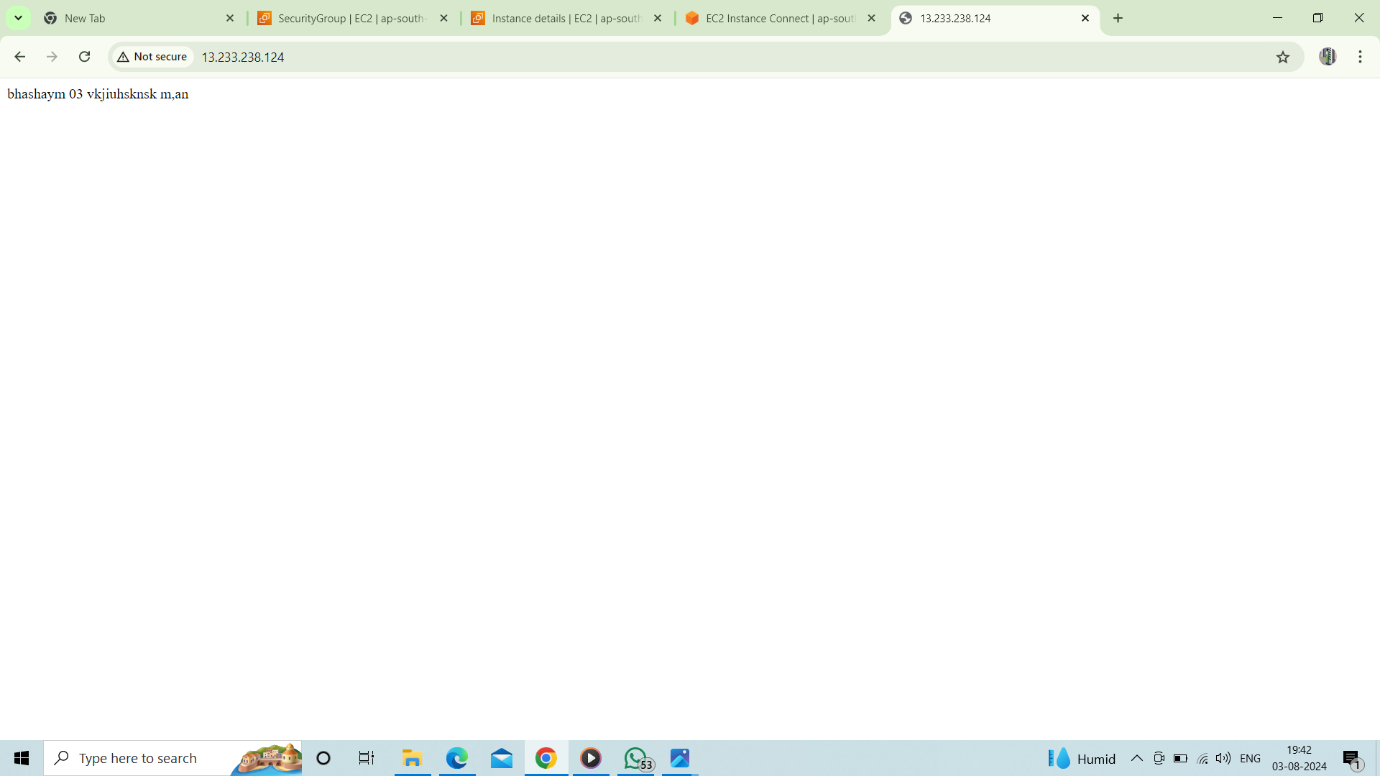 New Tab
SecurityGroup | EC2 | ap-south-
Instance details | EC2 | ap-south
EC2 Instance Connect | ap-sout
13.233.238.124
Not secure
13.233.238.124
bhashaym 03 vkjiuhsknsk m,an
Type here to search
53
Humid
ENG
19:42
03-08-2024
1